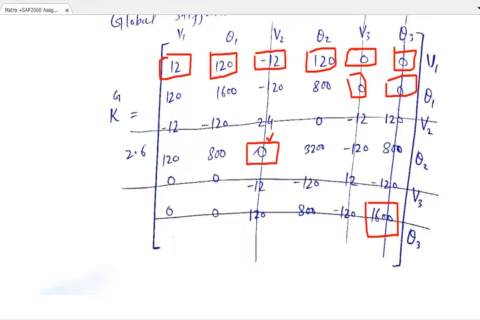 Matrix +SAP2000 Assig
Global
V₁ θ₁ V₂ θ₂ V₃ θ₃
12 120 -12 120 0 0 V₁
120 1600 -120 800 0 0 θ₁
K^G =
-12 -120 24 0 -12 120 V₂
2.6 120 800 0 3200 -120 800 θ₂
0 0 -12 -120 12 -120 V₃
0 0 120 800 -120 1600 θ₃